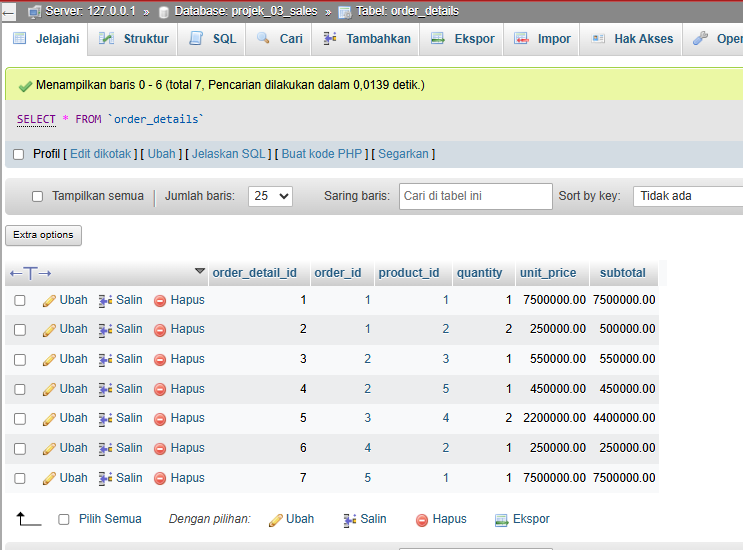 Server: 127.0.0.1 » Database: projek_03_sales » Tabel: order_details
Jelajahi Struktur SQL Cari Tambahkan Ekspor Impor Hak Akses Oper
Menampilkan baris 0 - 6 (total 7, Pencarian dilakukan dalam 0,0139 detik.)
SELECT * FROM `order_details`
Profil [ Edit dikotak ] [ Ubah ] [ Jelaskan SQL ] [ Buat kode PHP ] [ Segarkan ]
Tampilkan semua Jumlah baris: 25 Saring baris: Cari di tabel ini Sort by key: Tidak ada
Extra options
←T→ order_detail_id order_id product_id quantity unit_price subtotal
Ubah Salin Hapus 1 1 1 1 7500000.00 7500000.00
Ubah Salin Hapus 2 1 2 2 250000.00 500000.00
Ubah Salin Hapus 3 2 3 1 550000.00 550000.00
Ubah Salin Hapus 4 2 5 1 450000.00 450000.00
Ubah Salin Hapus 5 3 4 2 2200000.00 4400000.00
Ubah Salin Hapus 6 4 2 1 250000.00 250000.00
Ubah Salin Hapus 7 5 1 1 7500000.00 7500000.00
Pilih Semua Dengan pilihan: Ubah Salin Hapus Ekspor